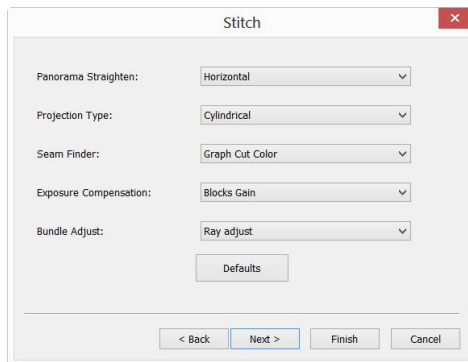 Stitch
Panorama Straighten: Horizontal
Projection Type: Cylindrical
Seam Finder: Graph Cut Color
Exposure Compensation: Blocks Gain
Bundle Adjust: Ray adjust
Defaults
< Back Next > Finish Cancel